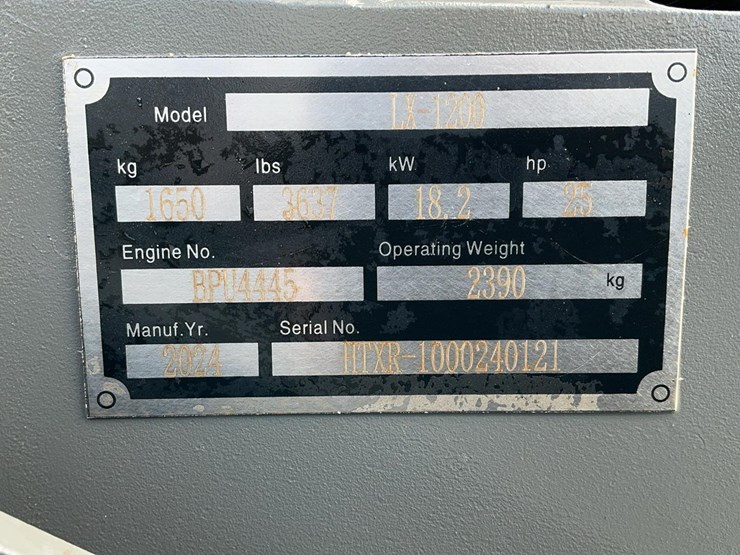 Model LX-1200
kg lbs kW hp
1650 3637 18.2 25
Engine No. Operating Weight
BPU4445 2390 kg
Manuf.Yr. Serial No.
2024 HTXR-1000240121